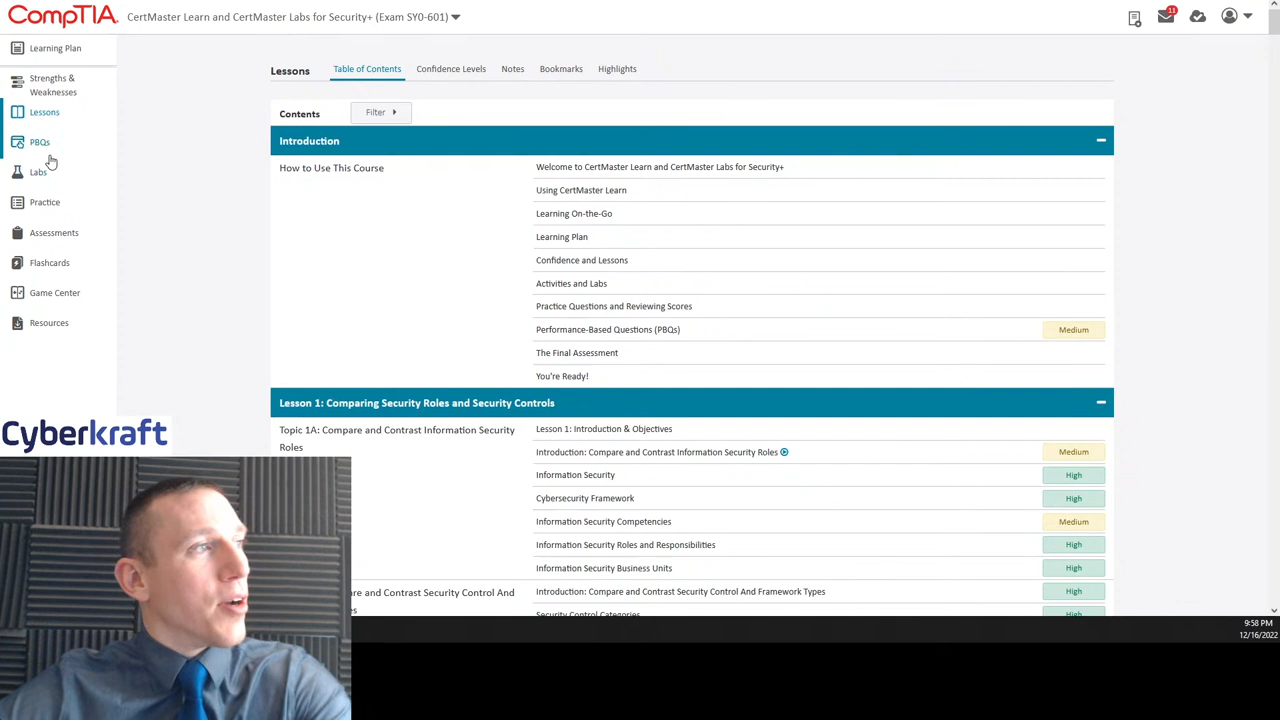 CompTIA.
CertMaster Learn and CertMaster Labs for Security+ (Exam SY0-601)
11
Learning Plan
Strengths &
Weaknesses
Lessons
PBQs
Labs
Practice
Assessments
Flashcards
Game Center
Resources
Lessons
Table of Contents
Confidence Levels
Notes
Bookmarks
Highlights
Contents
Filter
Introduction
How to Use This Course
Welcome to CertMaster Learn and CertMaster Labs for Security+
Using CertMaster Learn
Learning On-the-Go
Learning Plan
Confidence and Lessons
Activities and Labs
Practice Questions and Reviewing Scores
Performance-Based Questions (PBQs) Medium
The Final Assessment
You're Ready!
Lesson 1: Comparing Security Roles and Security Controls
Topic 1A: Compare and Contrast Information Security
Roles
Lesson 1: Introduction & Objectives
Introduction: Compare and Contrast Information Security Roles Medium
Information Security High
Cybersecurity Framework High
Information Security Competencies Medium
Information Security Roles and Responsibilities High
Information Security Business Units High
re and Contrast Security Control And
es
Introduction: Compare and Contrast Security Control And Framework Types High
Security Control Categories High
Cyberkraft
9:58 PM
12/16/2022